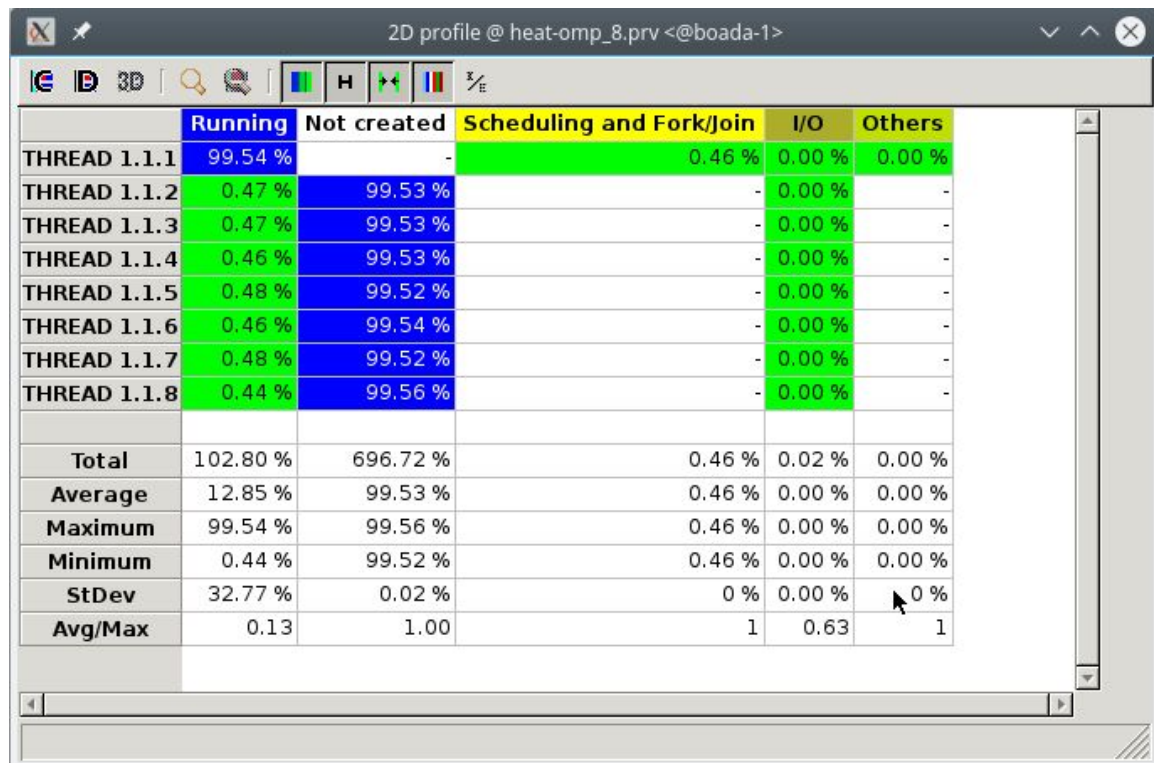 2D profile @ heat-omp_8.prv <@boada-1>
3D H X/E
Running Not created Scheduling and Fork/Join I/O Others
THREAD 1.1.1 99.54 % - 0.46 % 0.00 % 0.00 %
THREAD 1.1.2 0.47 % 99.53 % - 0.00 % -
THREAD 1.1.3 0.47 % 99.53 % - 0.00 % -
THREAD 1.1.4 0.46 % 99.53 % - 0.00 % -
THREAD 1.1.5 0.48 % 99.52 % - 0.00 % -
THREAD 1.1.6 0.46 % 99.54 % - 0.00 % -
THREAD 1.1.7 0.48 % 99.52 % - 0.00 % -
THREAD 1.1.8 0.44 % 99.56 % - 0.00 % -
Total 102.80 % 696.72 % 0.46 % 0.02 % 0.00 %
Average 12.85 % 99.53 % 0.46 % 0.00 % 0.00 %
Maximum 99.54 % 99.56 % 0.46 % 0.00 % 0.00 %
Minimum 0.44 % 99.52 % 0.46 % 0.00 % 0.00 %
StDev 32.77 % 0.02 % 0 % 0.00 % 0 %
Avg/Max 0.13 1.00 1 0.63 1